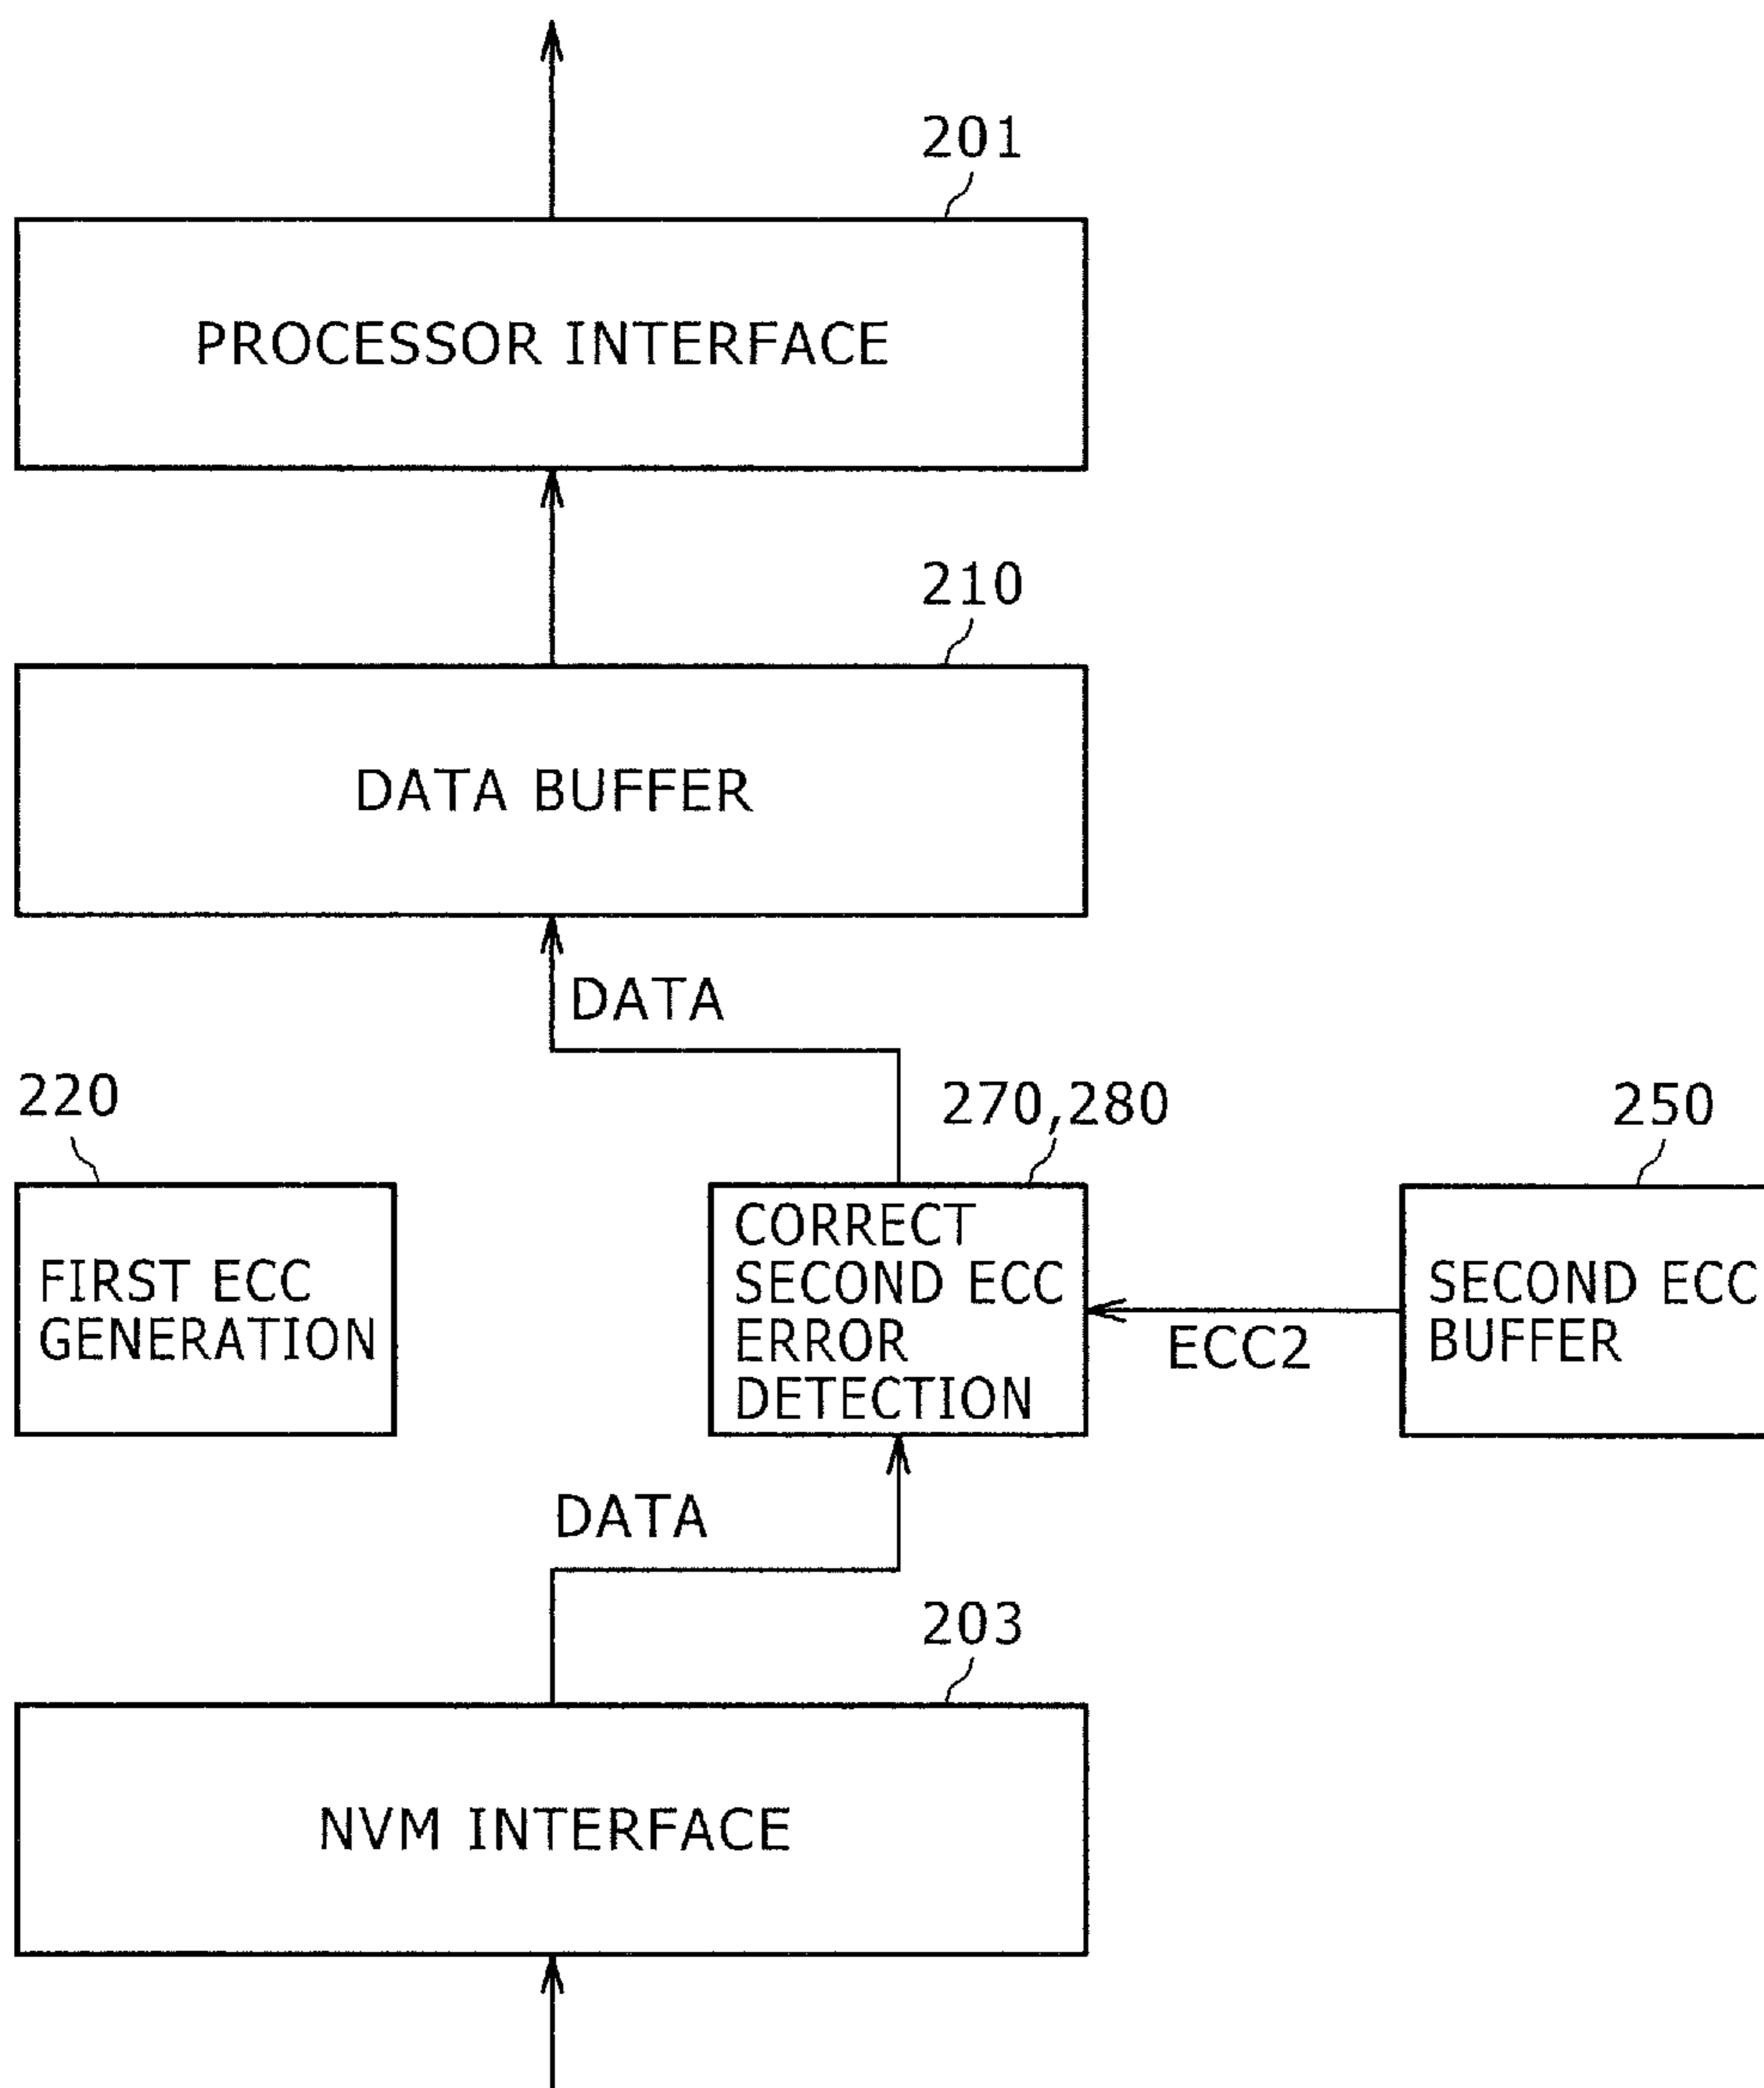 201
PROCESSOR INTERFACE
210
DATA BUFFER
DATA
220
270,280
250
FIRST ECC
GENERATION
CORRECT
SECOND ECC
ERROR
DETECTION
ECC2
SECOND ECC
BUFFER
DATA
203
NVM INTERFACE